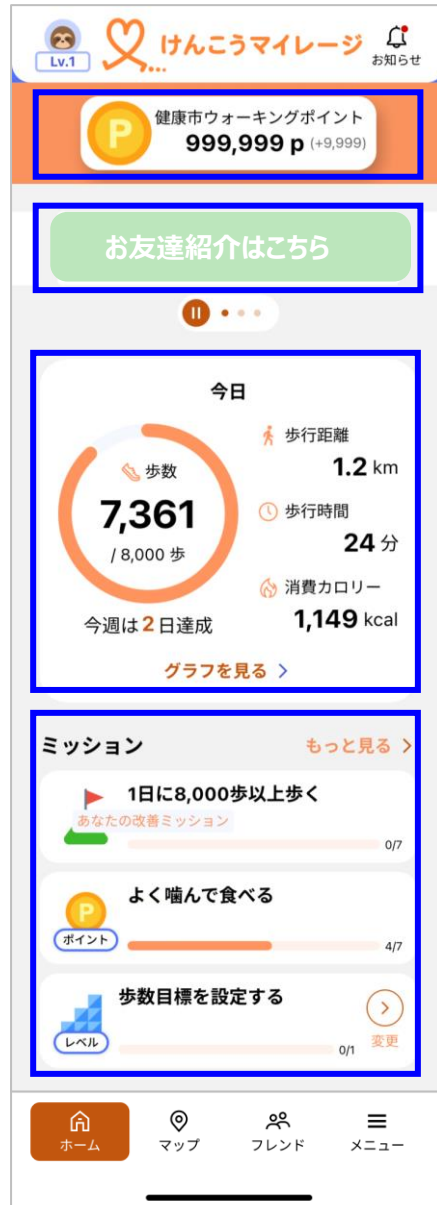 Lv.1
けんこうマイレージ
お知らせ
P
健康市ウォーキングポイント
999,999 p (+9,999)
お友達紹介はこちら
今日
歩数
7,361
/ 8,000 歩
今週は2日達成
歩行距離
1.2 km
歩行時間
24 分
消費カロリー
1,149 kcal
グラフを見る
ミッション
もっと見る
1日に8,000歩以上歩く
あなたの改善ミッション
0/7
よく噛んで食べる
P
ポイント
4/7
歩数目標を設定する
レベル
0/1
変更
ホーム
マップ
フレンド
メニュー